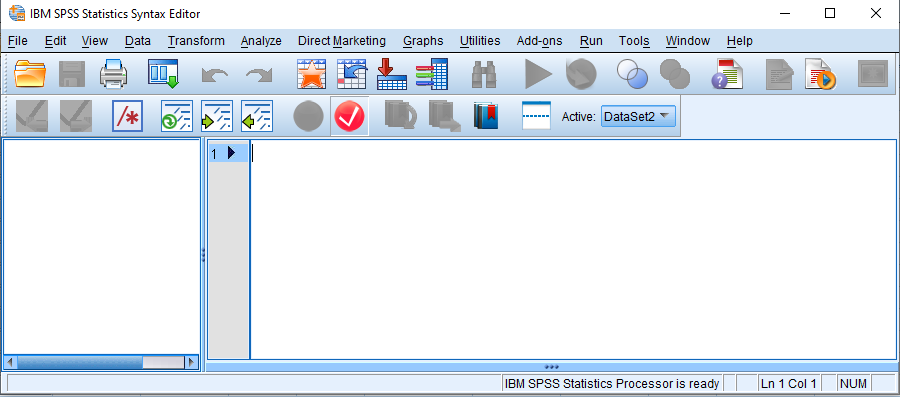 IBM SPSS Statistics Syntax Editor
File Edit View Data Transform Analyze Direct Marketing Graphs Utilities Add-ons Run Tools Window Help
/* Active: DataSet2
1
IBM SPSS Statistics Processor is ready Ln 1 Col 1 NUM